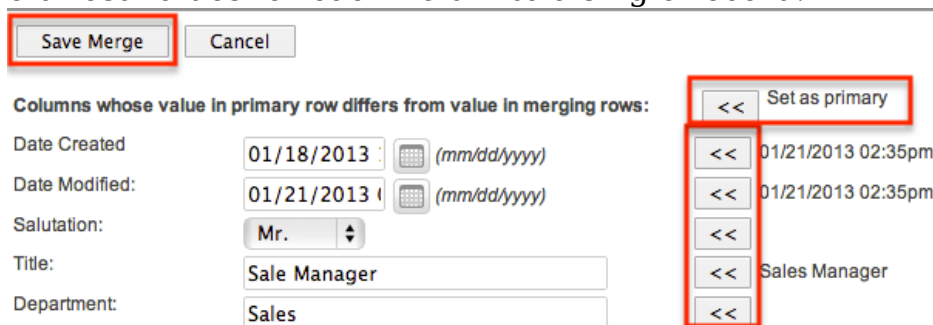 Save Merge Cancel
Columns whose value in primary row differs from value in merging rows: << Set as primary
Date Created 01/18/2013 (mm/dd/yyyy) << 01/21/2013 02:35pm
Date Modified: 01/21/2013 (mm/dd/yyyy) << 01/21/2013 02:35pm
Salutation: Mr. <<
Title: Sale Manager << Sales Manager
Department: Sales <<